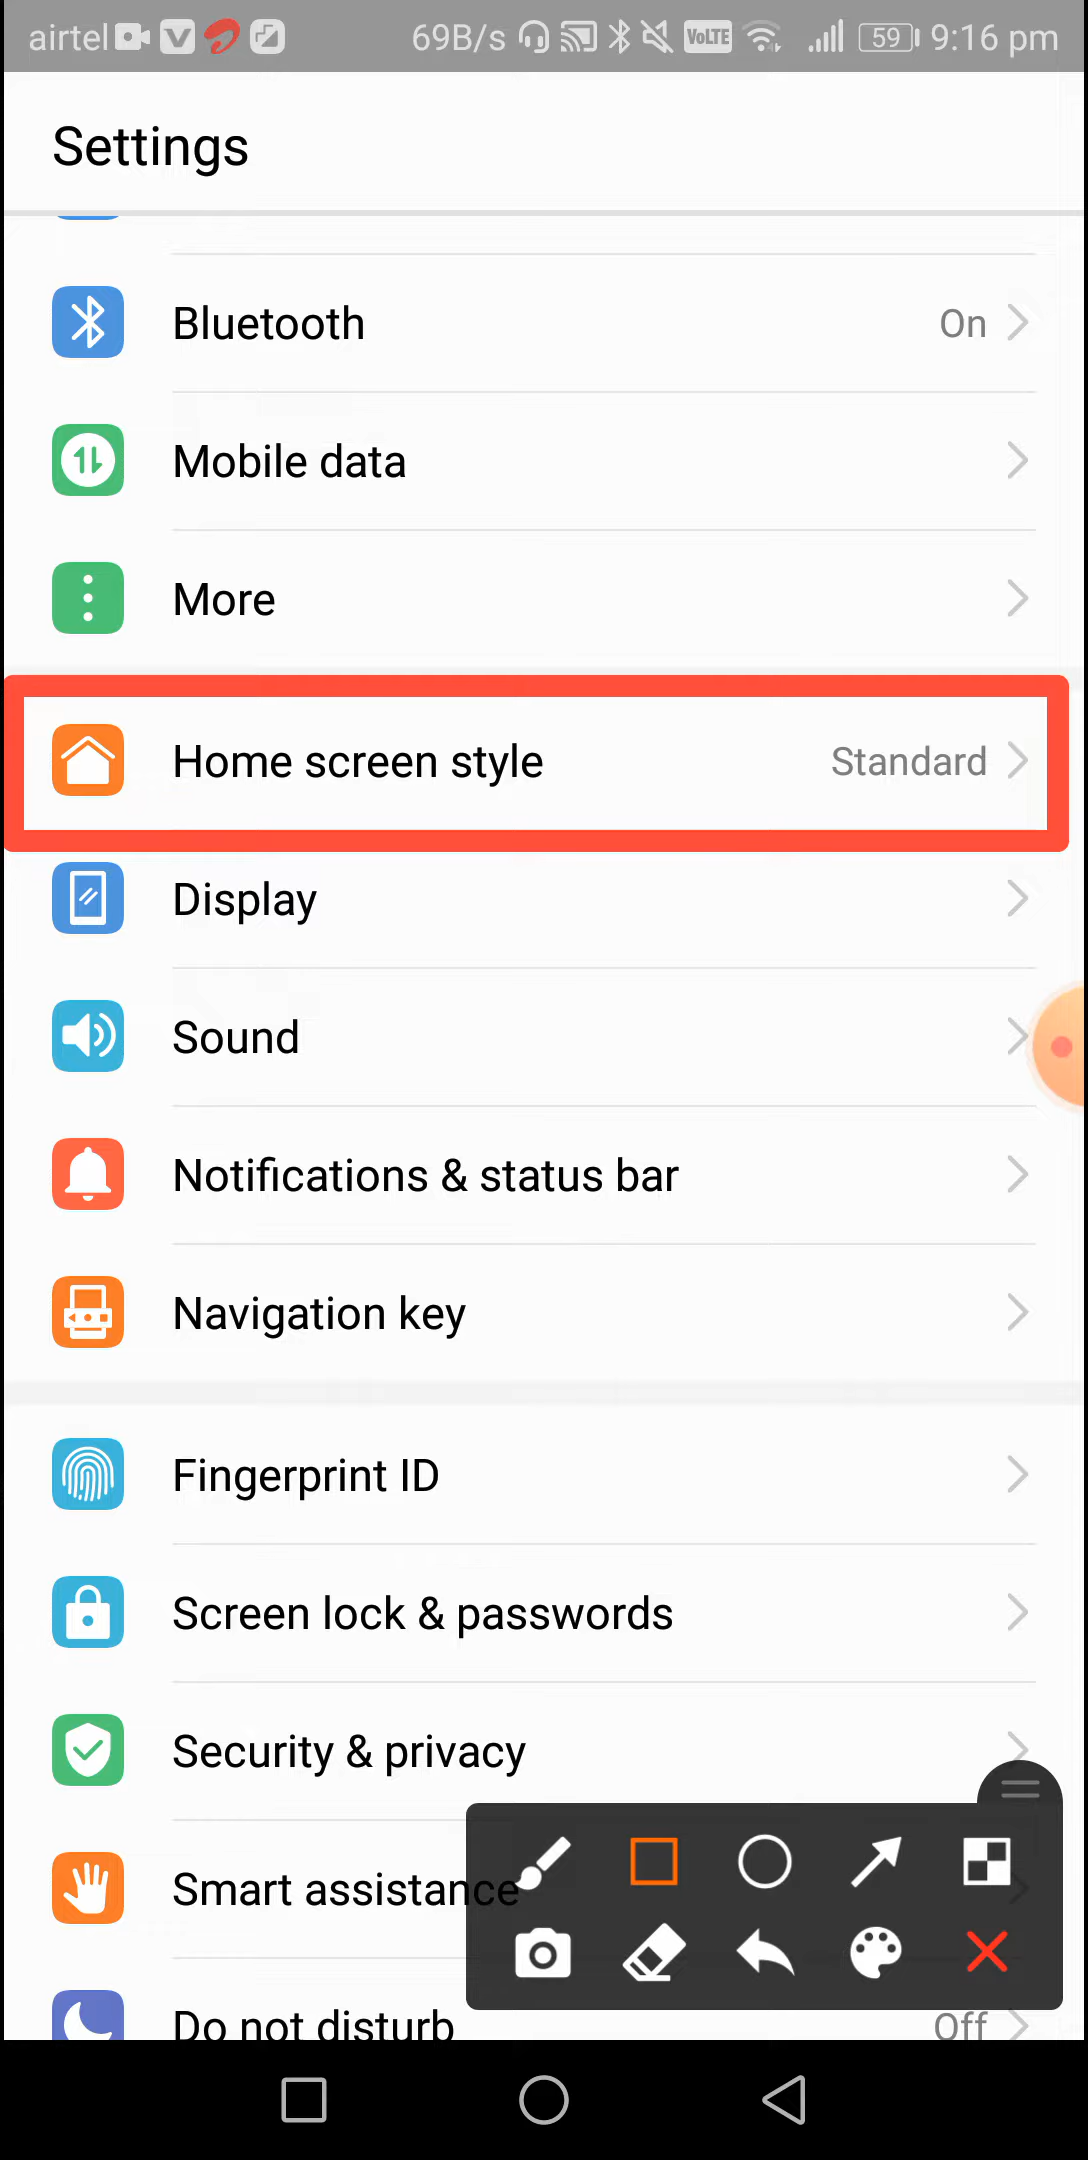 airtel 69B/s VoLTE 59 9:16 pm
Settings
Bluetooth On
Mobile data
More
Home screen style Standard
Display
Sound
Notifications & status bar
Navigation key
Fingerprint ID
Screen lock & passwords
Security & privacy
Smart assistance
Do not disturb Off